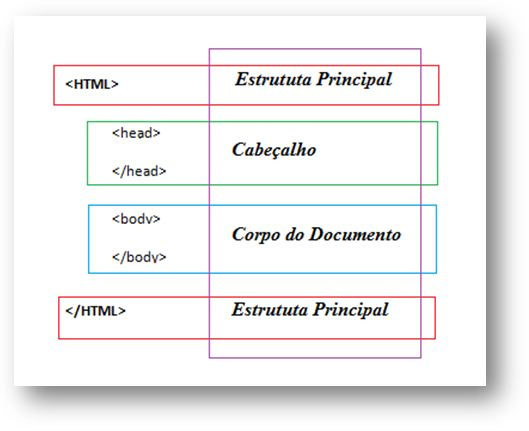 <HTML> Estrututa Principal
<head>
Cabeçalho
</head>
<body>
Corpo do Documento
</body>
</HTML> Estrututa Principal